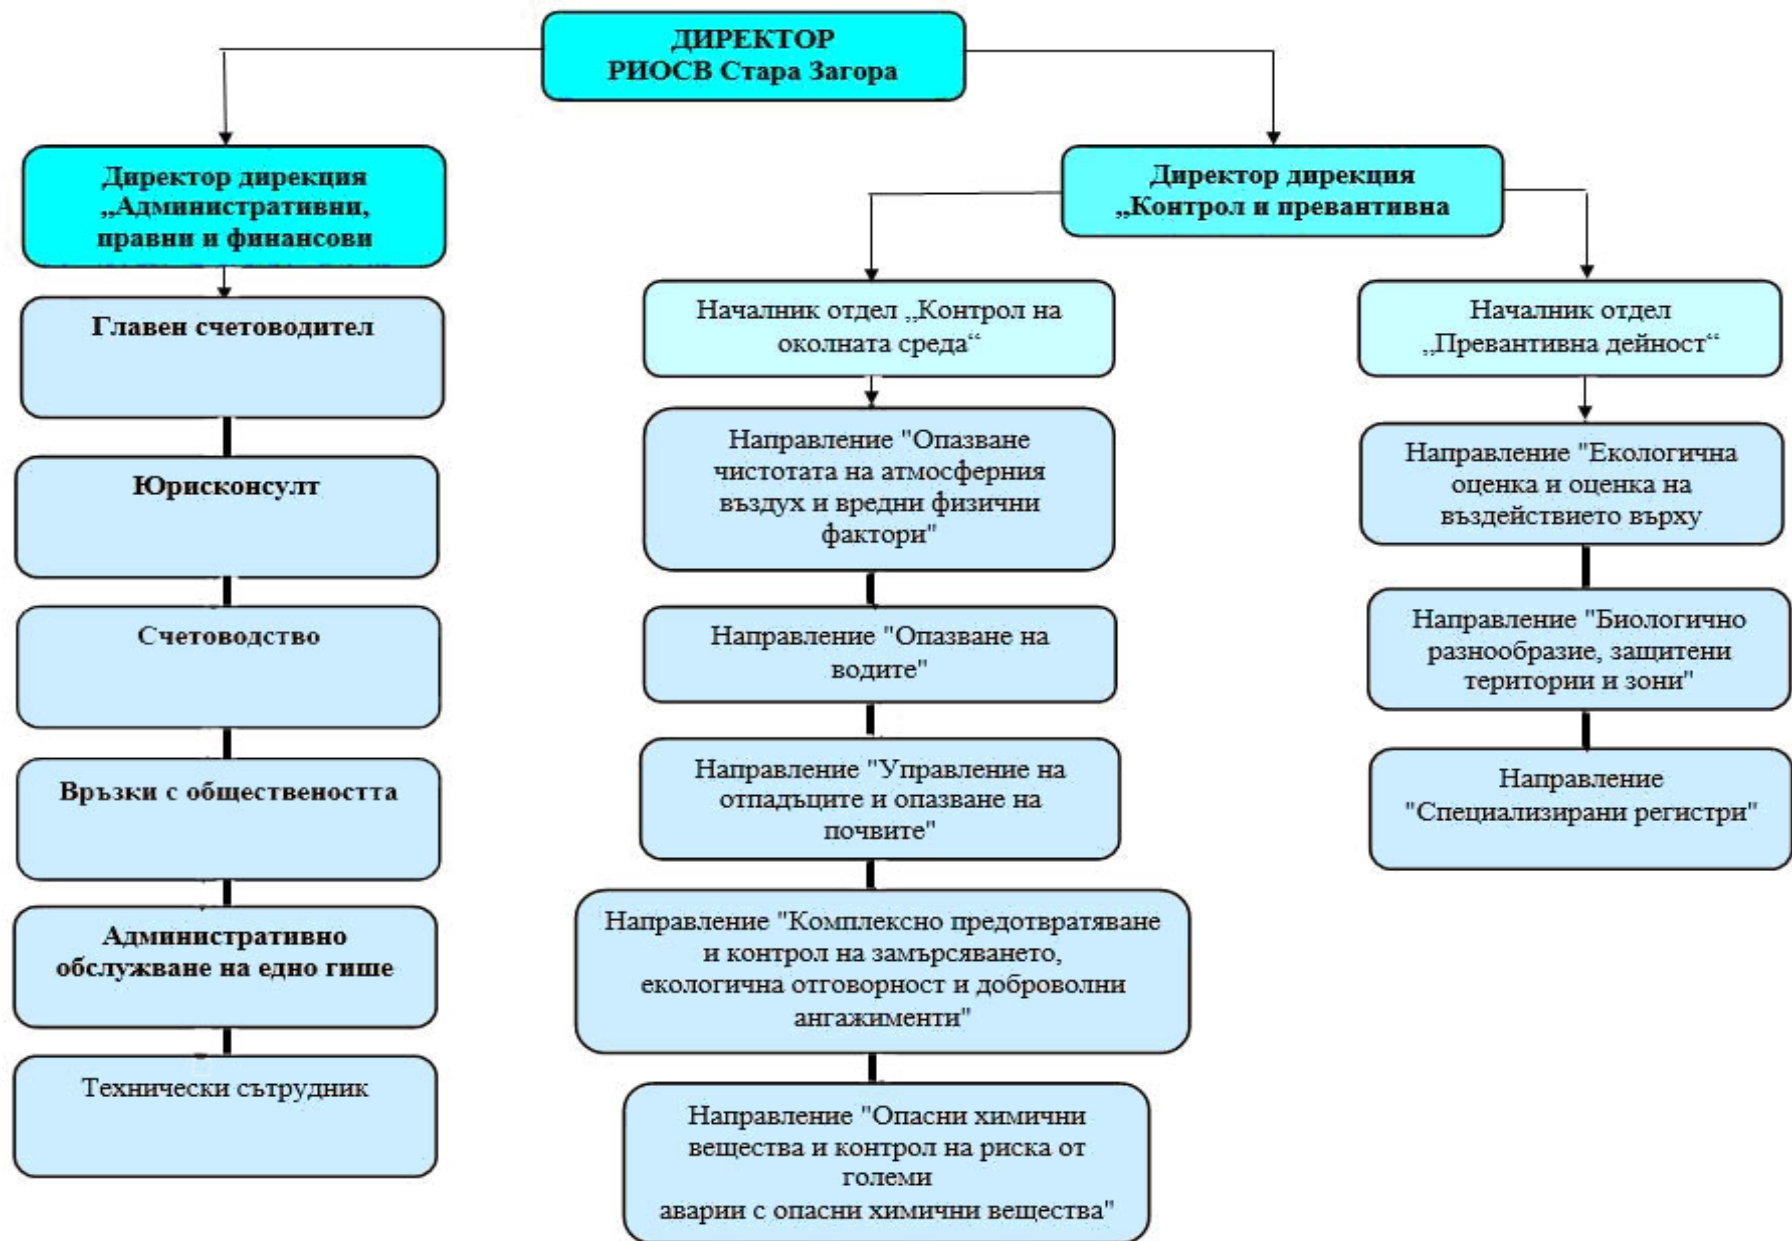 ДИРЕКТОР
РИОСВ Стара Загора
Директор дирекция
„Административни,
правни и финансови
Главен счетоводител
Юрисконсулт
Счетоводство
Връзки с обществеността
Административно
обслужване на едно гише
Технически сътрудник
Директор дирекция
„Контрол и превантивна
Началник отдел „Контрол на
околната среда“
Направление "Опазване
чистотата на атмосферния
въздух и вредни физични
фактори"
Направление "Опазване на
водите"
Направление "Управление на
отпадъците и опазване на
почвите"
Направление "Комплексно предотвратяване
и контрол на замърсяването,
екологична отговорност и доброволни
ангажименти"
Направление "Опасни химични
вещества и контрол на риска от
големи
аварии с опасни химични вещества"
Началник отдел
„Превантивна дейност“
Направление "Екологична
оценка и оценка на
въздействието върху
Направление "Биологично
разнообразие, защитени
територии и зони"
Направление
"Специализирани регистри"